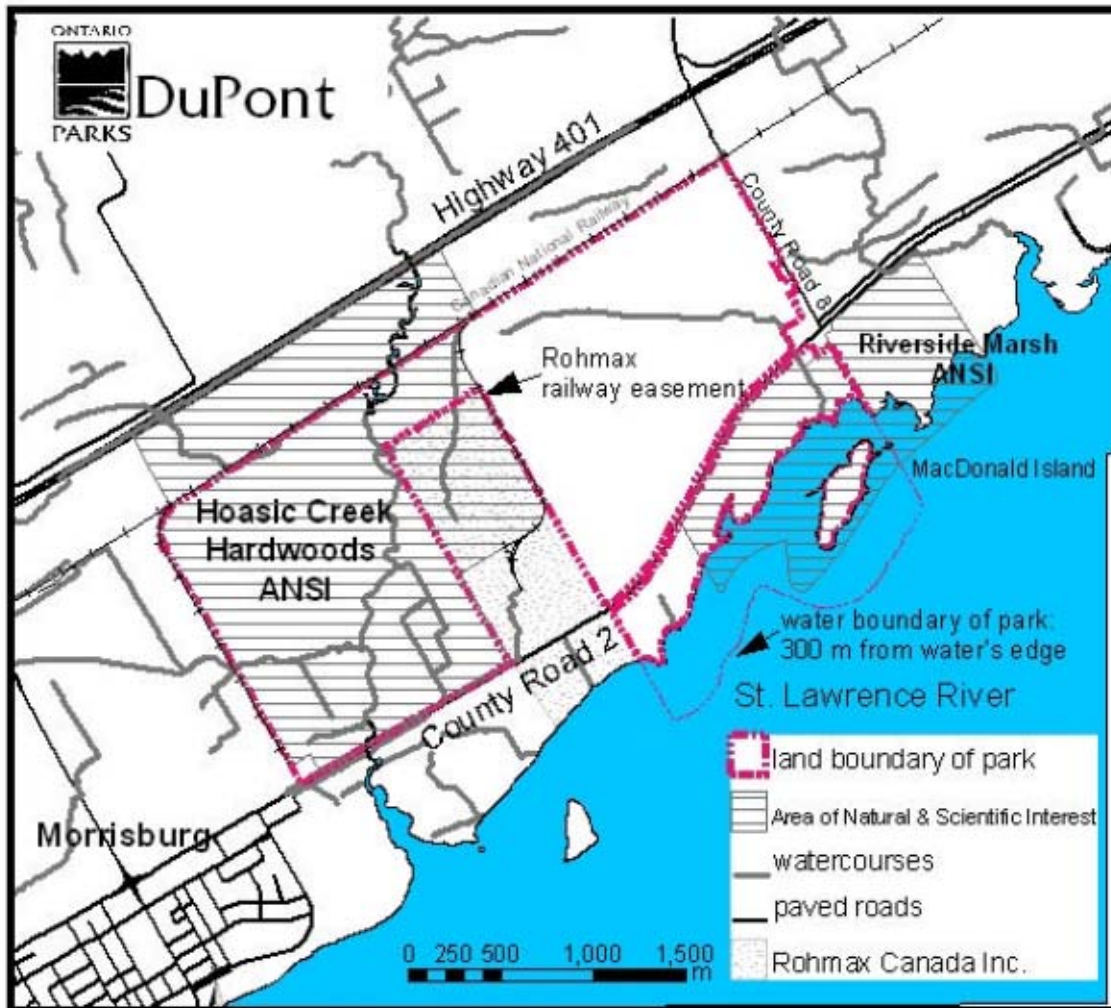 ONTARIO
PARKS
DuPont
Highway 401
Canadian National Railway
County Road 8
Riverside Marsh
ANSI
Rohmax
railway easement
MacDonald Island
Hoasic Creek
Hardwoods
ANSI
water boundary of park:
300 m from water's edge
County Road 2
St. Lawrence River
land boundary of park
Area of Natural & Scientific Interest
watercourses
paved roads
Rohmax Canada Inc.
Morrisburg
0 250 500 1,000 1,500
m